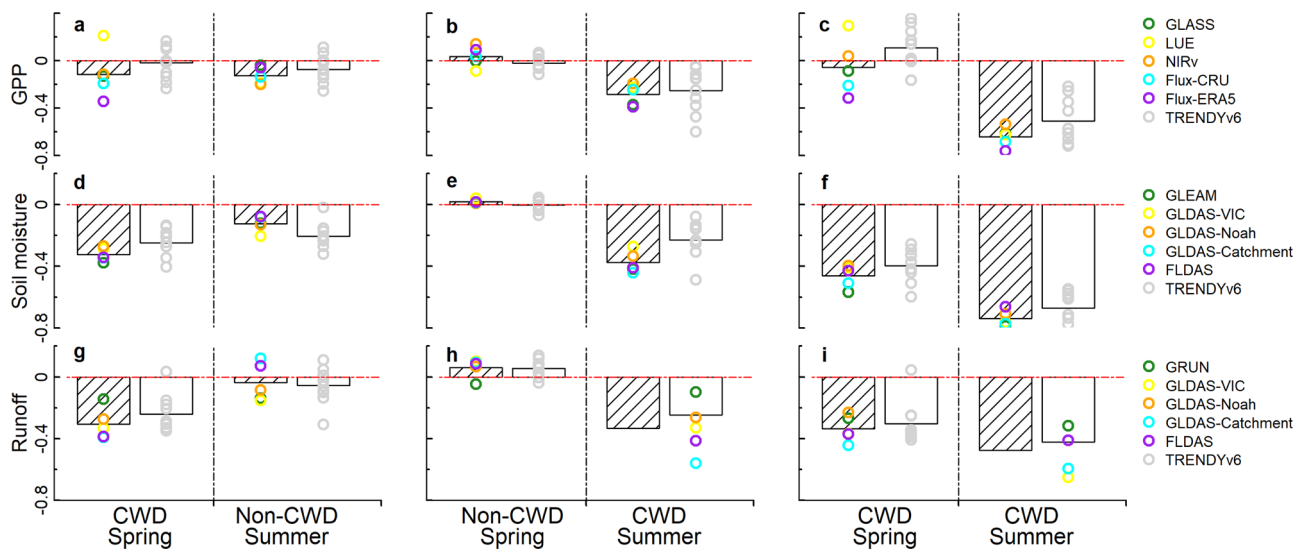 a
b
c
GPP
0
-0.4
-0.8
GLASS
LUE
NIRv
Flux-CRU
Flux-ERA5
TRENDYv6
d
e
f
Soil moisture
0
-0.4
-0.8
GLEAM
GLDAS-VIC
GLDAS-Noah
GLDAS-Catchment
FLDAS
TRENDYv6
g
h
i
Runoff
0
-0.4
-0.8
GRUN
GLDAS-VIC
GLDAS-Noah
GLDAS-Catchment
FLDAS
TRENDYv6
CWD Non-CWD
Spring Summer
Non-CWD CWD
Spring Summer
CWD CWD
Spring Summer